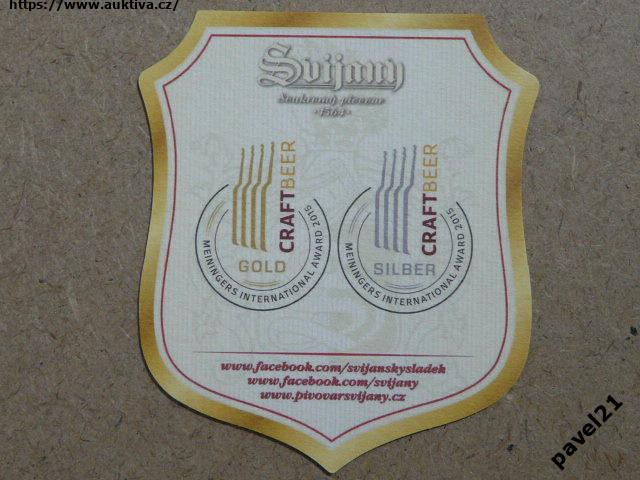 https://www.auktiva.cz/
Svijany
Soukromý pivovar
·1564·
CRAFTBEER
GOLD
MEININGERS INTERNATIONAL AWARD 2015
CRAFTBEER
SILBER
MEININGERS INTERNATIONAL AWARD 2015
www.facebook.com/svijanskysladek
www.facebook.com/svijany
www.pivovarsvijany.cz
pavel21